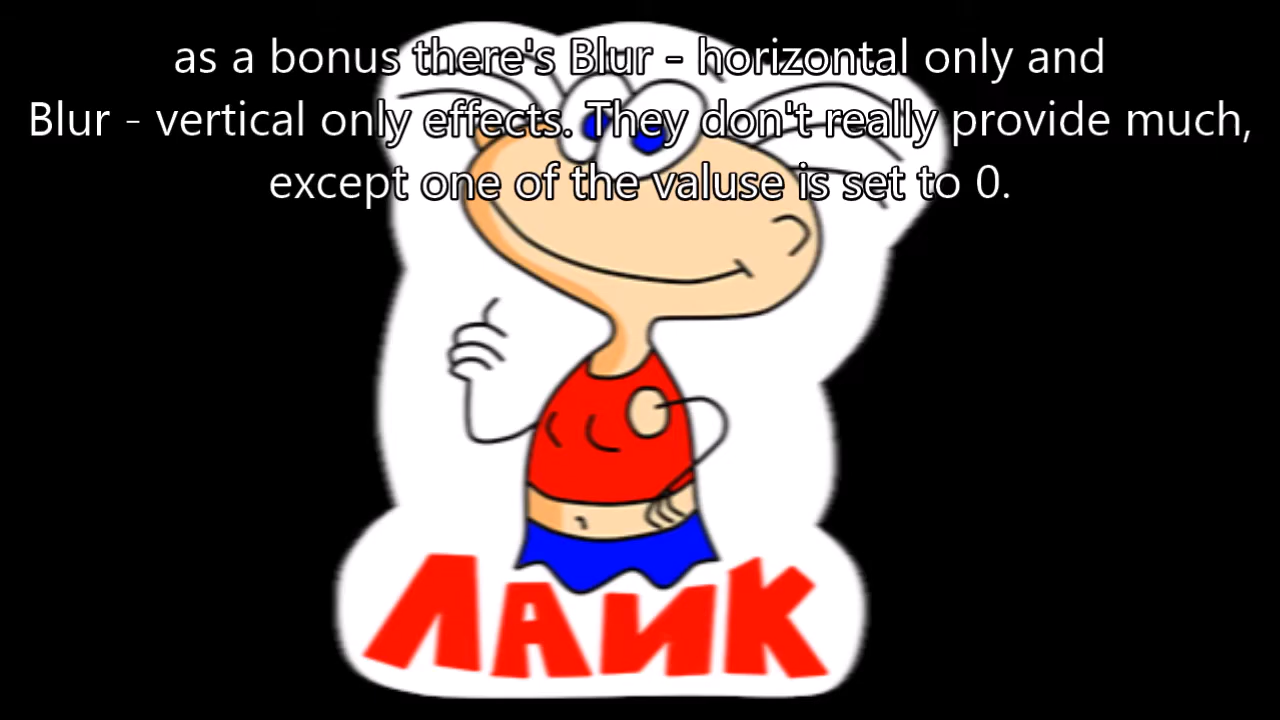 as a bonus there's Blur - horizontal only and
Blur - vertical only effects. They don't really provide much,
except one of the valuse is set to 0.
ЛАИК